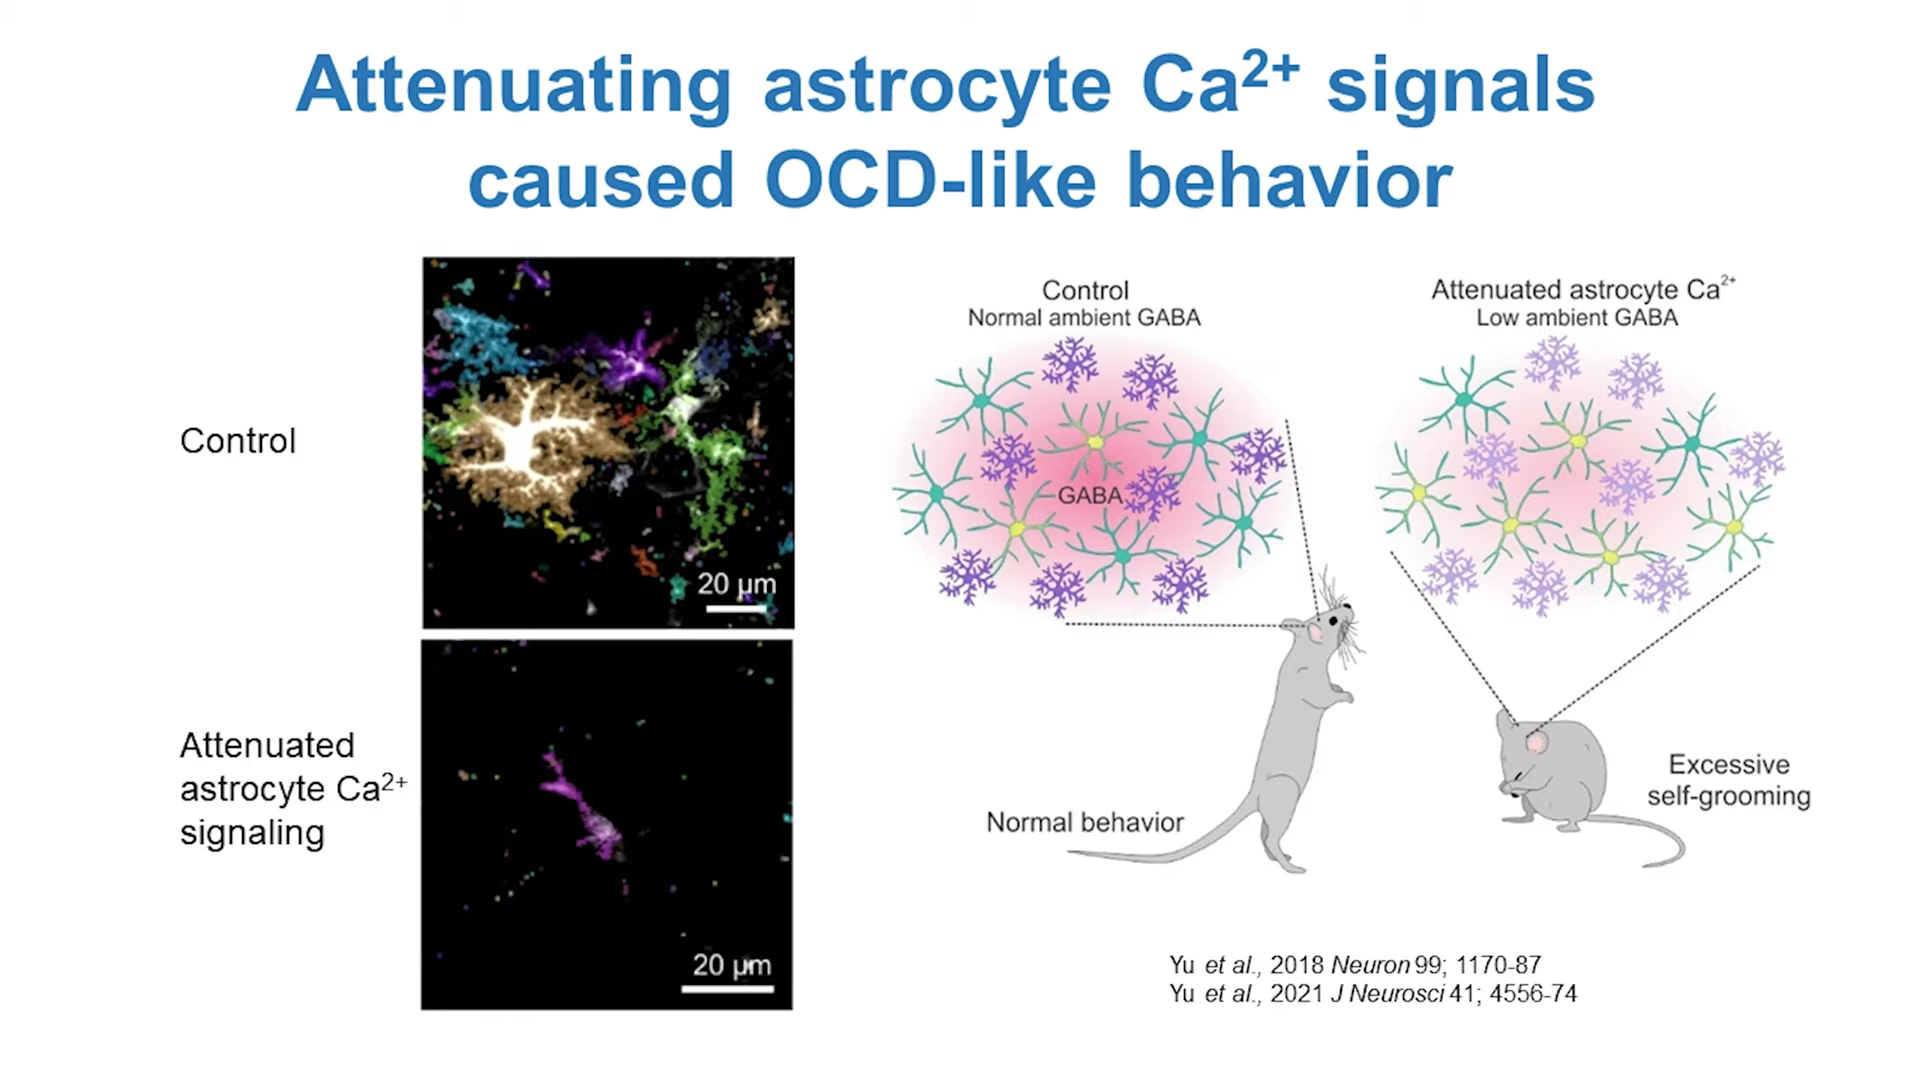 Attenuating astrocyte Ca²⁺ signals
caused OCD-like behavior
Control
20 µm
Attenuated
astrocyte Ca²⁺
signaling
20 µm
Control
Normal ambient GABA
GABA
Normal behavior
Attenuated astrocyte Ca²⁺
Low ambient GABA
Excessive
self-grooming
Yu et al., 2018 Neuron 99; 1170-87
Yu et al., 2021 J Neurosci 41; 4556-74